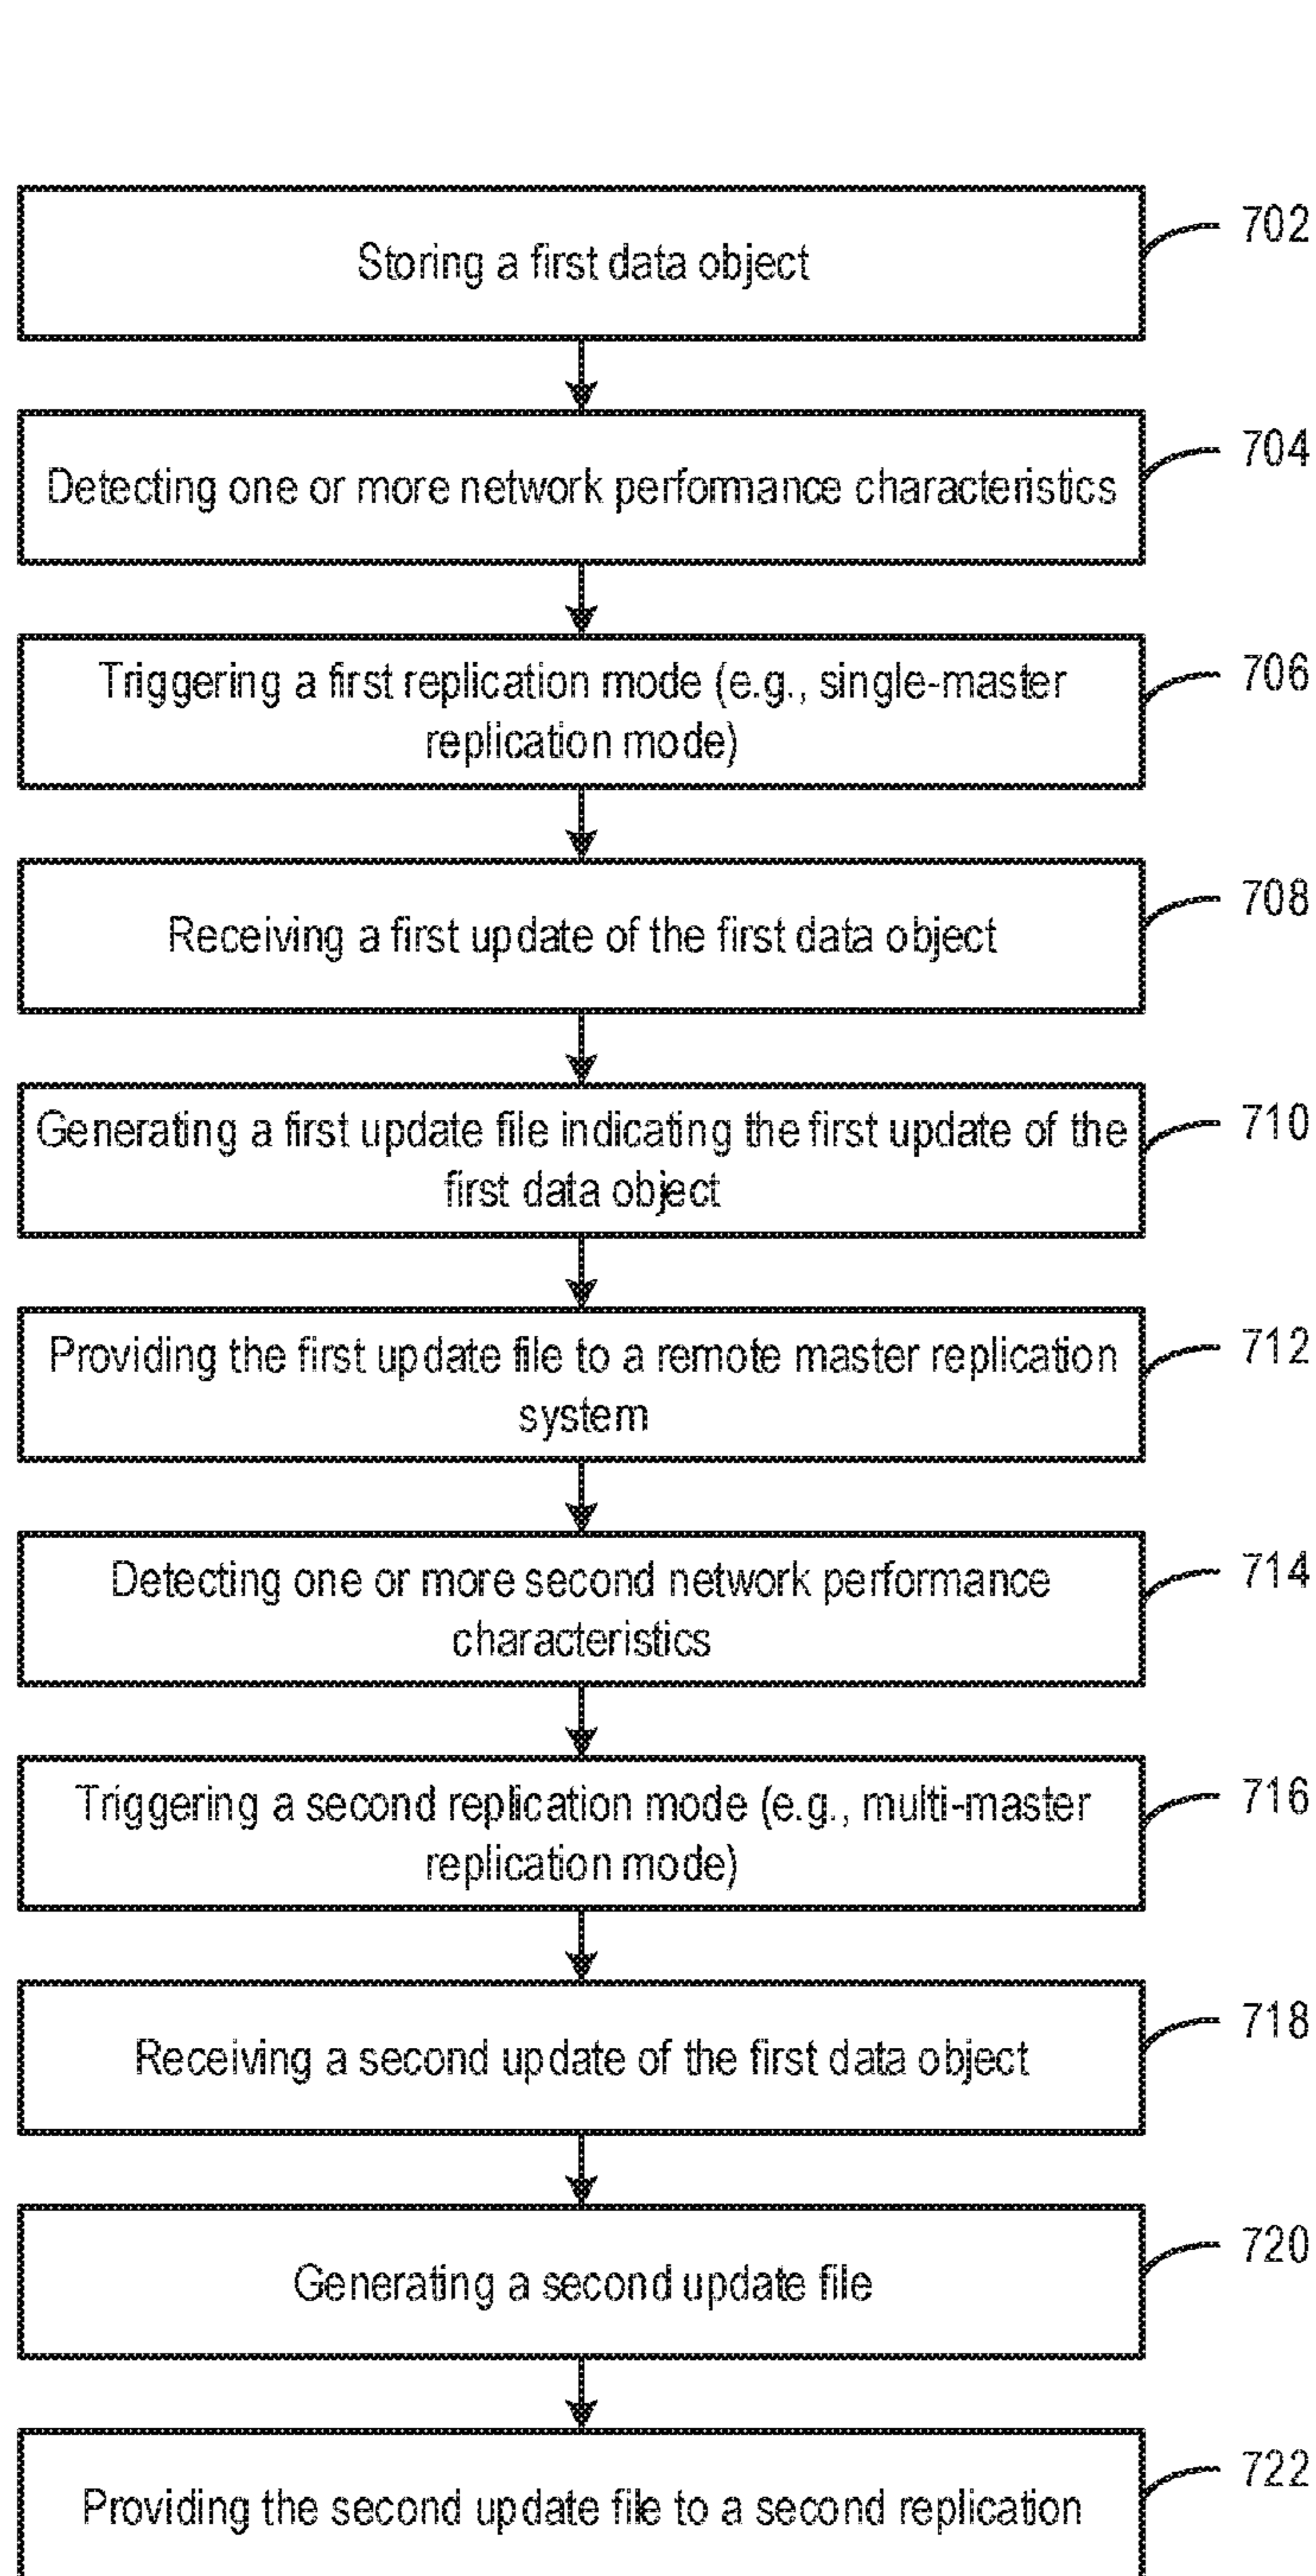 Storing a first data object
702
Detecting one or more network performance characteristics
704
Triggering a first replication mode (e.g., single-master
replication mode)
706
Receiving a first update of the first data object
708
Generating a first update file indicating the first update of the
first data object
710
Providing the first update file to a remote master replication
system
712
Detecting one or more second network performance
characteristics
714
Triggering a second replication mode (e.g., multi-master
replication mode)
716
Receiving a second update of the first data object
718
Generating a second update file
720
Providing the second update file to a second replication
722